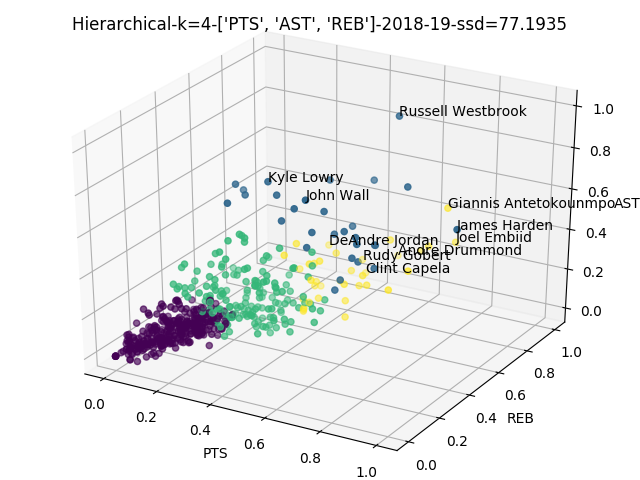 Hierarchical-k=4-['PTS', 'AST', 'REB']-2018-19-ssd=77.1935
Russell Westbrook
Kyle Lowry
John Wall
Giannis Antetokounmpo
James Harden
Joel Embid
DeAndre Jordan
Andre Drummond
Rudy Gobert
Clint Capela
1.0
0.8
0.6
AST
0.4
0.2
0.0
0.0
0.2
0.4
0.6
0.8
1.0
PTS
0.0
0.2
0.4
0.6
0.8
1.0
REB